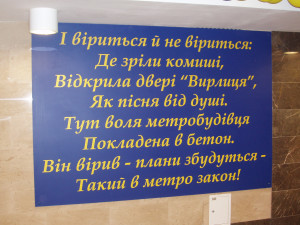 І віриться й не віриться:
Де зріли комиші,
Відкрила двері "Вирлиця",
Як пісня від душі.
Тут воля метробудівця
Покладена в бетон.
Він вірив - плани збудуться -
Такий в метро закон!